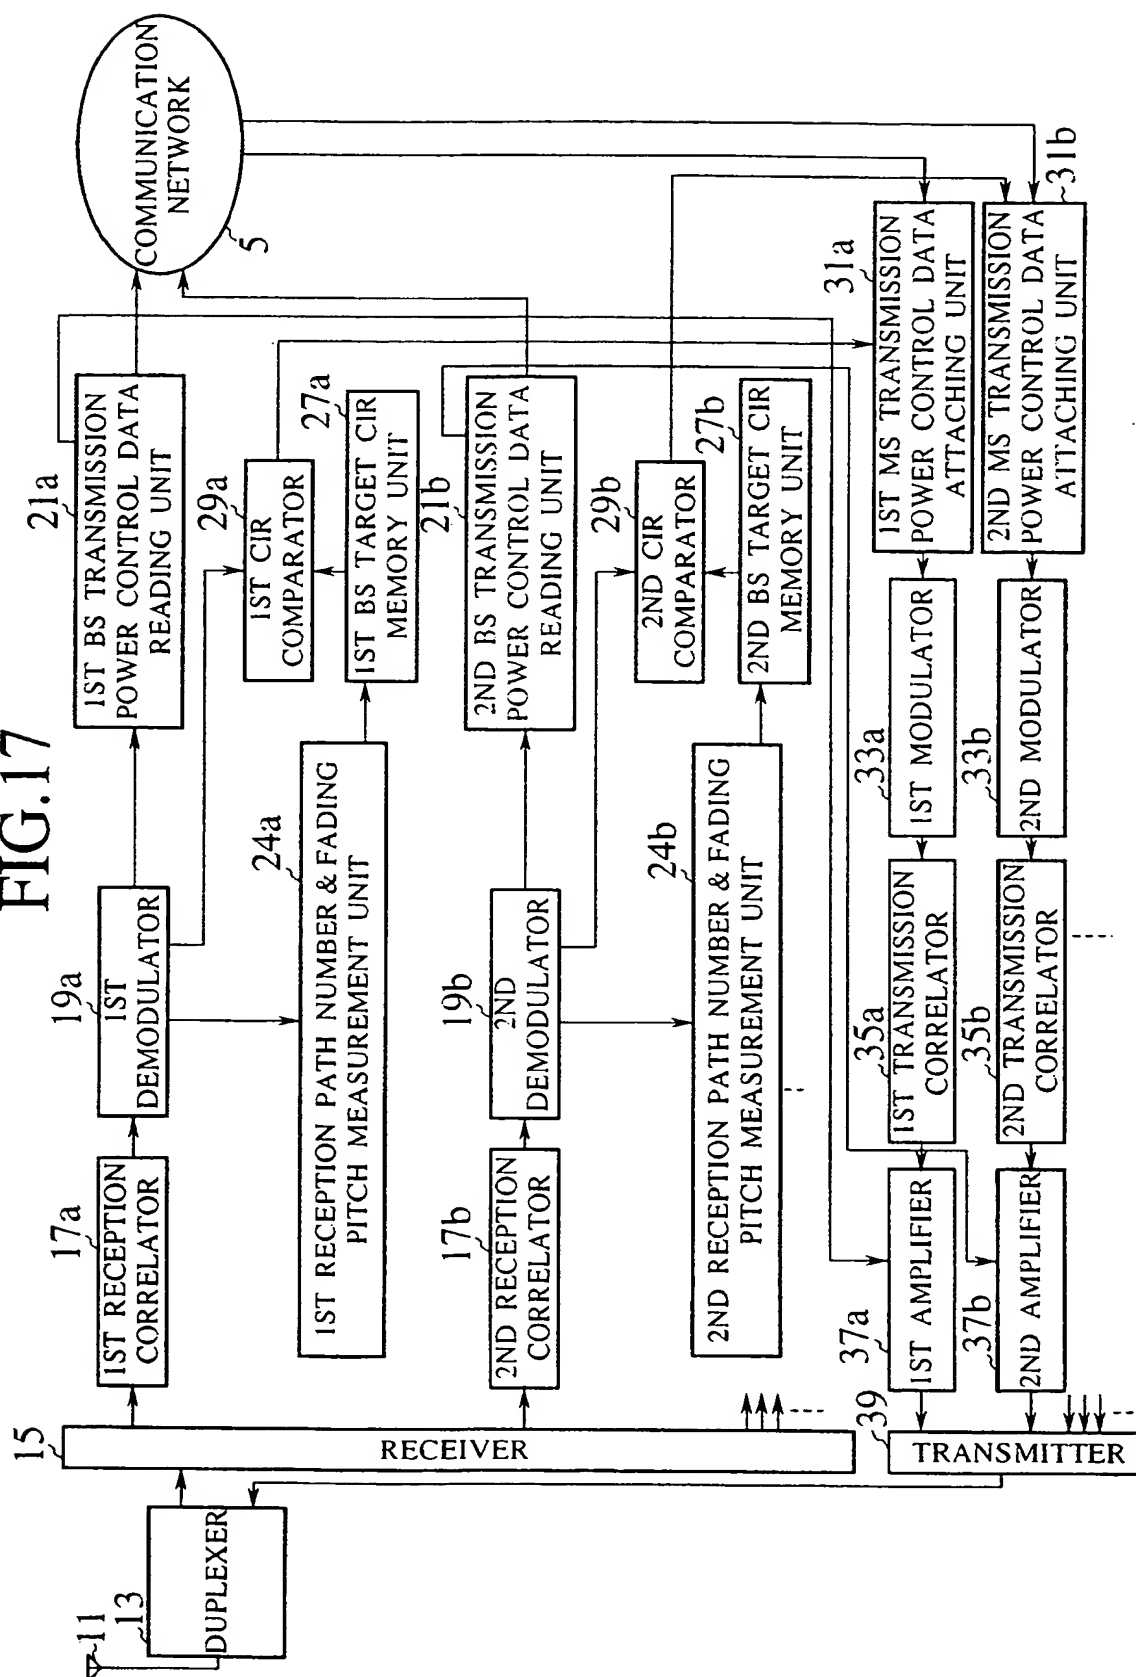 FIG.17
11
13
DUPLEXER
15
RECEIVER
17a
1ST RECEPTION
CORRELATOR
19a
1ST
DEMODULATOR
21a
1ST BS TRANSMISSION
POWER CONTROL DATA
READING UNIT
COMMUNICATION
NETWORK
5
24a
1ST RECEPTION PATH NUMBER & FADING
PITCH MEASUREMENT UNIT
29a
1ST CIR
COMPARATOR
27a
1ST BS TARGET CIR
MEMORY UNIT
17b
2ND RECEPTION
CORRELATOR
19b
2ND
DEMODULATOR
21b
2ND BS TRANSMISSION
POWER CONTROL DATA
READING UNIT
24b
2ND RECEPTION PATH NUMBER & FADING
PITCH MEASUREMENT UNIT
29b
2ND CIR
COMPARATOR
27b
2ND BS TARGET CIR
MEMORY UNIT
39
TRANSMITTER
37a
1ST AMPLIFIER
35a
1ST TRANSMISSION
CORRELATOR
33a
1ST MODULATOR
31a
1ST MS TRANSMISSION
POWER CONTROL DATA
ATTACHING UNIT
37b
2ND AMPLIFIER
35b
2ND TRANSMISSION
CORRELATOR
33b
2ND MODULATOR
31b
2ND MS TRANSMISSION
POWER CONTROL DATA
ATTACHING UNIT